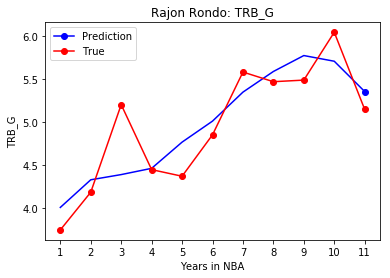 Rajon Rondo: TRB_G
Prediction
True
6.0
5.5
5.0
4.5
4.0
TRB_G
1 2 3 4 5 6 7 8 9 10 11
Years in NBA